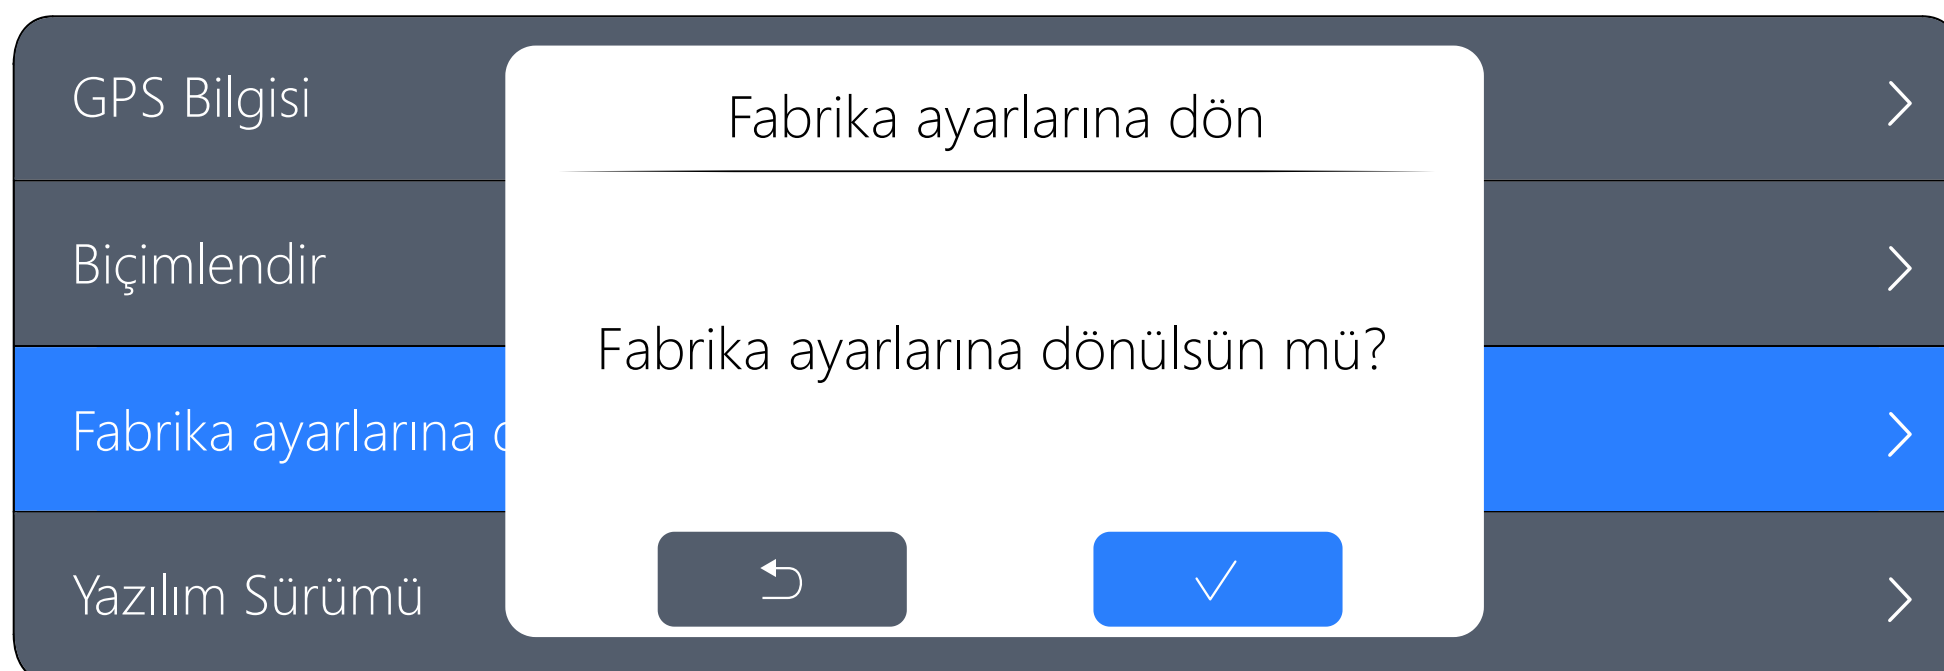 GPS Bilgisi
Biçimlendir
Fabrika ayarlarına
Yazılım Sürümü
Fabrika ayarlarına dön
Fabrika ayarlarına dönülsün mü?